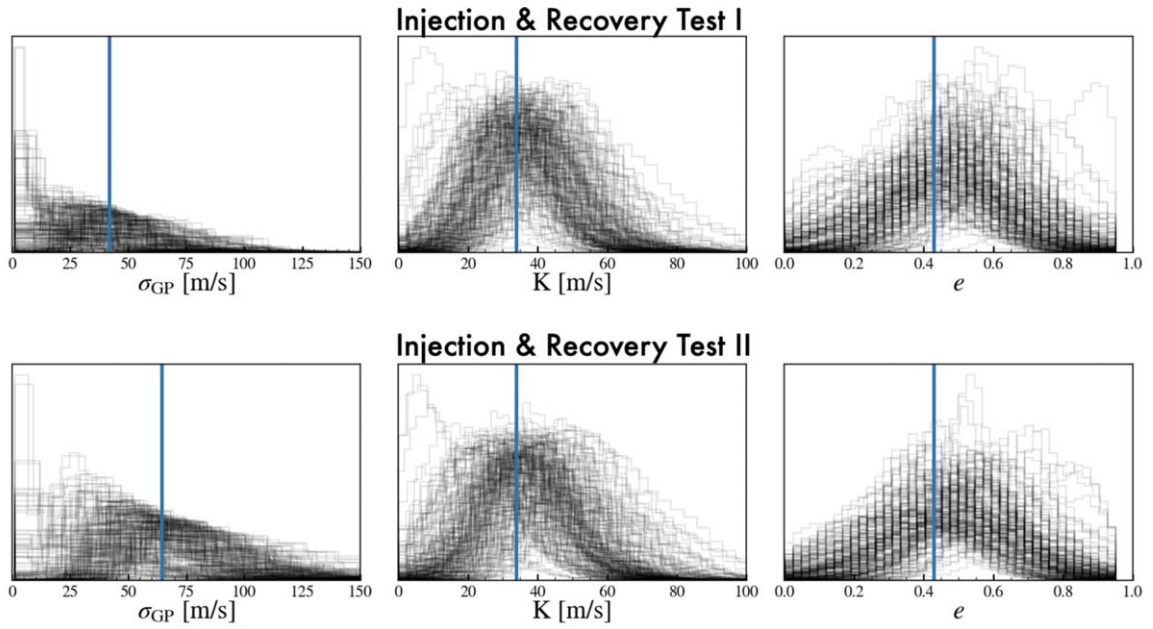 Injection & Recovery Test I
0 25 50 75 100 125 150
0 20 40 60 80 100
0.0 0.2 0.4 0.6 0.8 1.0
σGP [m/s]
K [m/s]
e
Injection & Recovery Test II
0 25 50 75 100 125 150
0 20 40 60 80 100
0.0 0.2 0.4 0.6 0.8 1.0
σGP [m/s]
K [m/s]
e